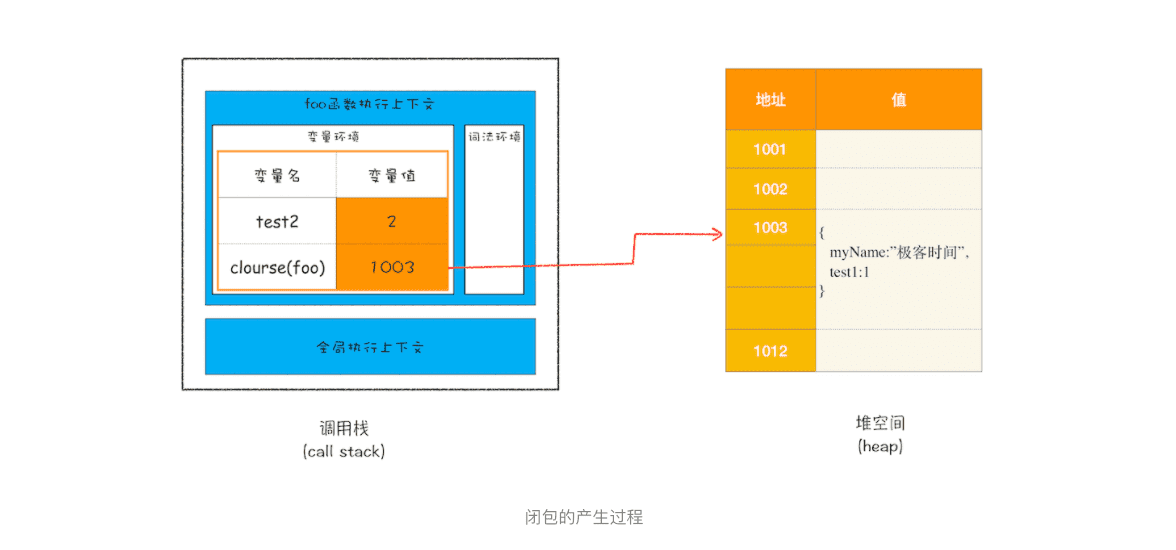 foo函数执行上下文
变量环境
词法环境
变量名 变量值
test2 2
clourse(foo) 1003
全局执行上下文
调用栈
(call stack)
地址 值
1001
1002
1003
{
myName:”极客时间”,
test1:1
}
1012
堆空间
(heap)
闭包的产生过程